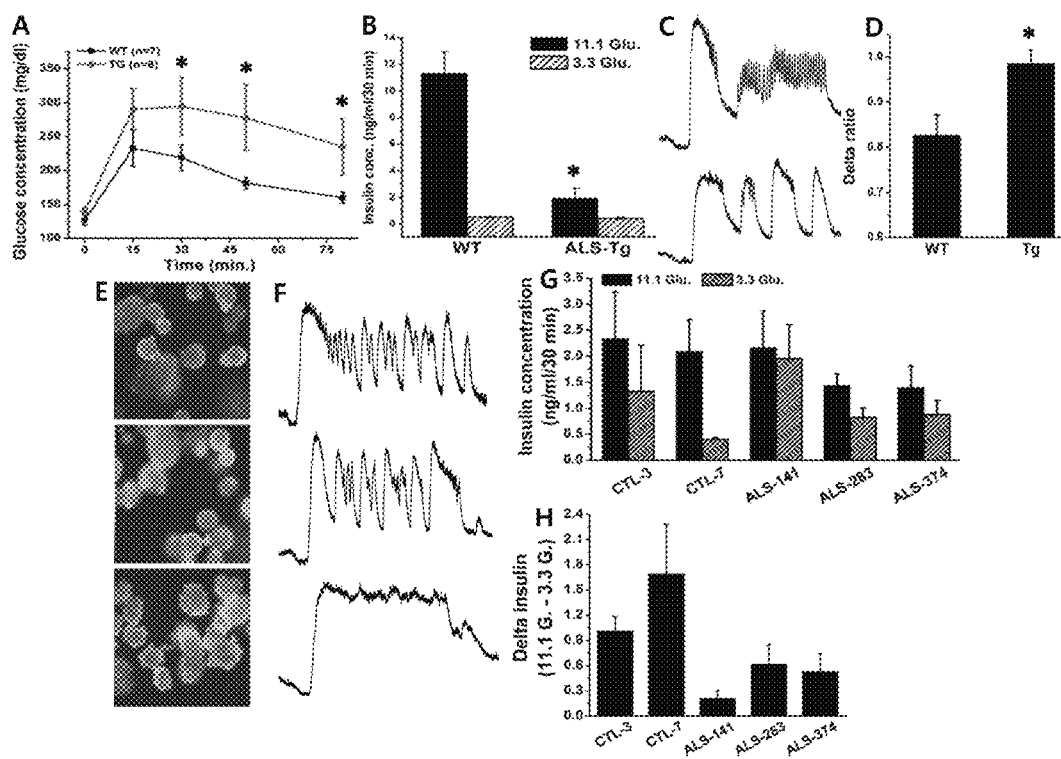 A
Glucose concentration (mg/dl)
350
300
250
200
150
100
WT (n=7)
TG (n=8)
*
*
*
0
15
30
45
60
75
Time (min.)
B
Insulin conc. (ng/ml/30 min)
14
12
10
8
6
4
2
0
11.1 Glu.
3.3 Glu.
*
WT
ALS-Tg
C
D
Delta ratio
1.0
0.9
0.8
0.7
0.6
*
WT
Tg
E
F
G
Insulin concentration
(ng/ml/30 min)
3.5
3.0
2.5
2.0
1.5
1.0
0.5
0.0
11.1 Glu.
3.3 Glu.
CTL-3
CTL-7
ALS-141
ALS-283
ALS-374
H
Delta insulin
(11.1 G. - 3.3 G.)
2.4
2.1
1.8
1.5
1.2
0.9
0.6
0.3
0.0
CTL-3
CTL-7
ALS-141
ALS-283
ALS-374